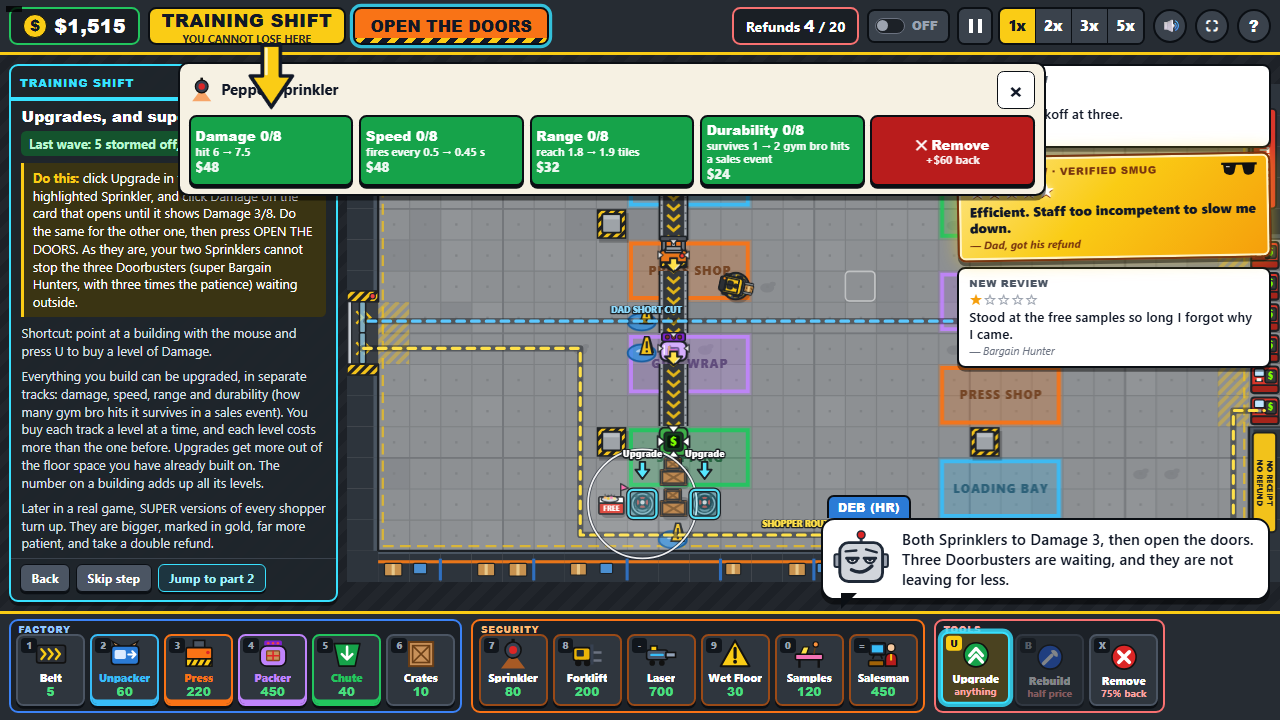 $ $1,515
TRAINING SHIFT
YOU CANNOT LOSE HERE
OPEN THE DOORS
Refunds 4 / 20
OFF
1x
2x
3x
5x
?
TRAINING SHIFT
Upgrades, and sup
Last wave: 5 stormed off,
Do this: click Upgrade in
highlighted Sprinkler, and click Damage on the
card that opens until it shows Damage 3/8. Do
the same for the other one, then press OPEN THE
DOORS. As they are, your two Sprinklers cannot
stop the three Doorbusters (super Bargain
Hunters, with three times the patience) waiting
outside.
Shortcut: point at a building with the mouse and
press U to buy a level of Damage.
Everything you build can be upgraded, in separate
tracks: damage, speed, range and durability (how
many gym bro hits it survives in a sales event). You
buy each track a level at a time, and each level costs
more than the one before. Upgrades get more out of
the floor space you have already built on. The
number on a building adds up all its levels.
Later in a real game, SUPER versions of every shopper
turn up. They are bigger, marked in gold, far more
patient, and take a double refund.
Back
Skip step
Jump to part 2
prinkler
×
Damage 0/8
hit 6 → 7.5
$48
Speed 0/8
fires every 0.5 → 0.45 s
$48
Range 0/8
reach 1.8 → 1.9 tiles
$32
Durability 0/8
survives 1 → 2 gym bro hits
a sales event
$24
✕ Remove
+$60 back
koff at three.
· VERIFIED SMUG
Efficient. Staff too incompetent to slow me
down.
— Dad, got his refund
NEW REVIEW
★☆☆☆☆
Stood at the free samples so long I forgot why
I came.
— Bargain Hunter
SHOP
DAD SHORT CUT
WRAP
PRESS SHOP
LOADING BAY
$
Upgrade
Upgrade
FREE
SHOPPER ROU
NO RECEIPT
NO REFUND
DEB (HR)
Both Sprinklers to Damage 3, then open the doors.
Three Doorbusters are waiting, and they are not
leaving for less.
FACTORY
1
Belt
5
2
Unpacker
60
3
Press
220
4
Packer
450
5
Chute
40
6
Crates
10
SECURITY
7
Sprinkler
80
8
Forklift
200
-
Laser
700
9
Wet Floor
30
0
Samples
120
=
Salesman
450
TOOLS
U
Upgrade
anything
B
Rebuild
half price
X
Remove
75% back